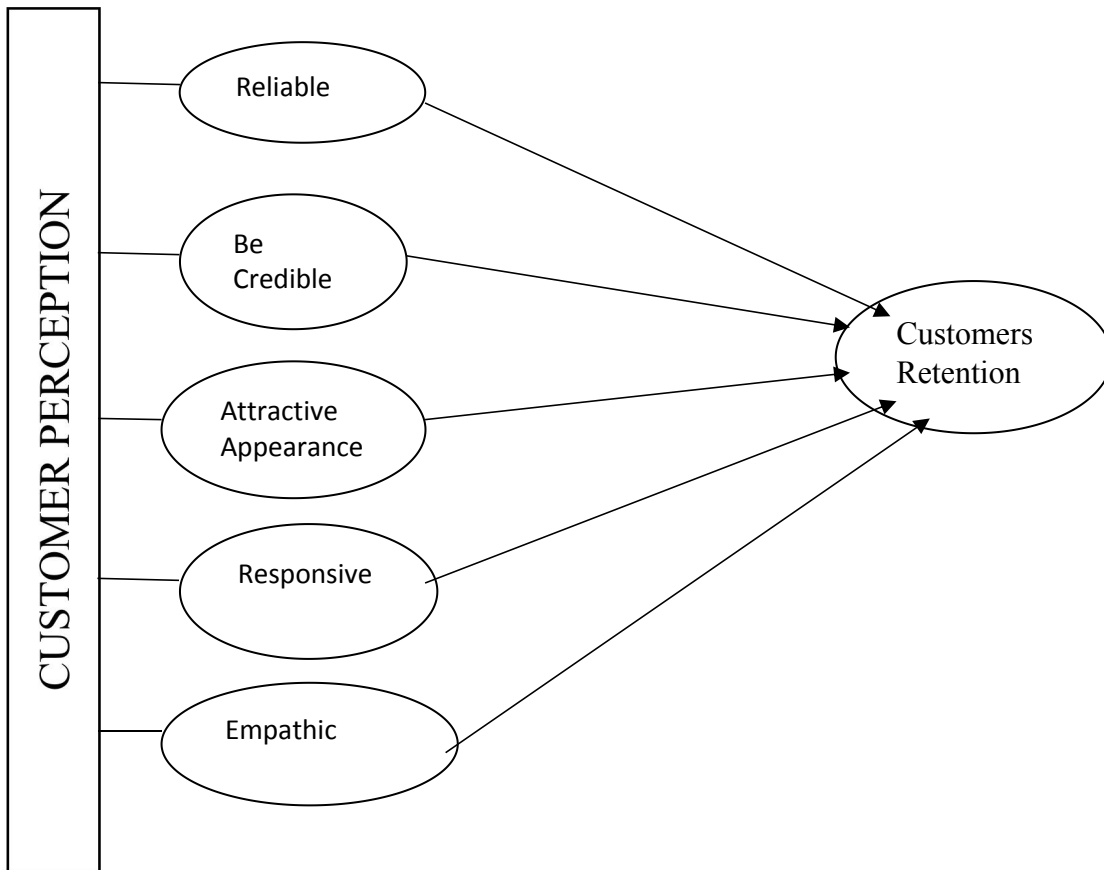 CUSTOMER PERCEPTION
Reliable
Be
Credible
Attractive
Appearance
Responsive
Empathic
Customers
Retention